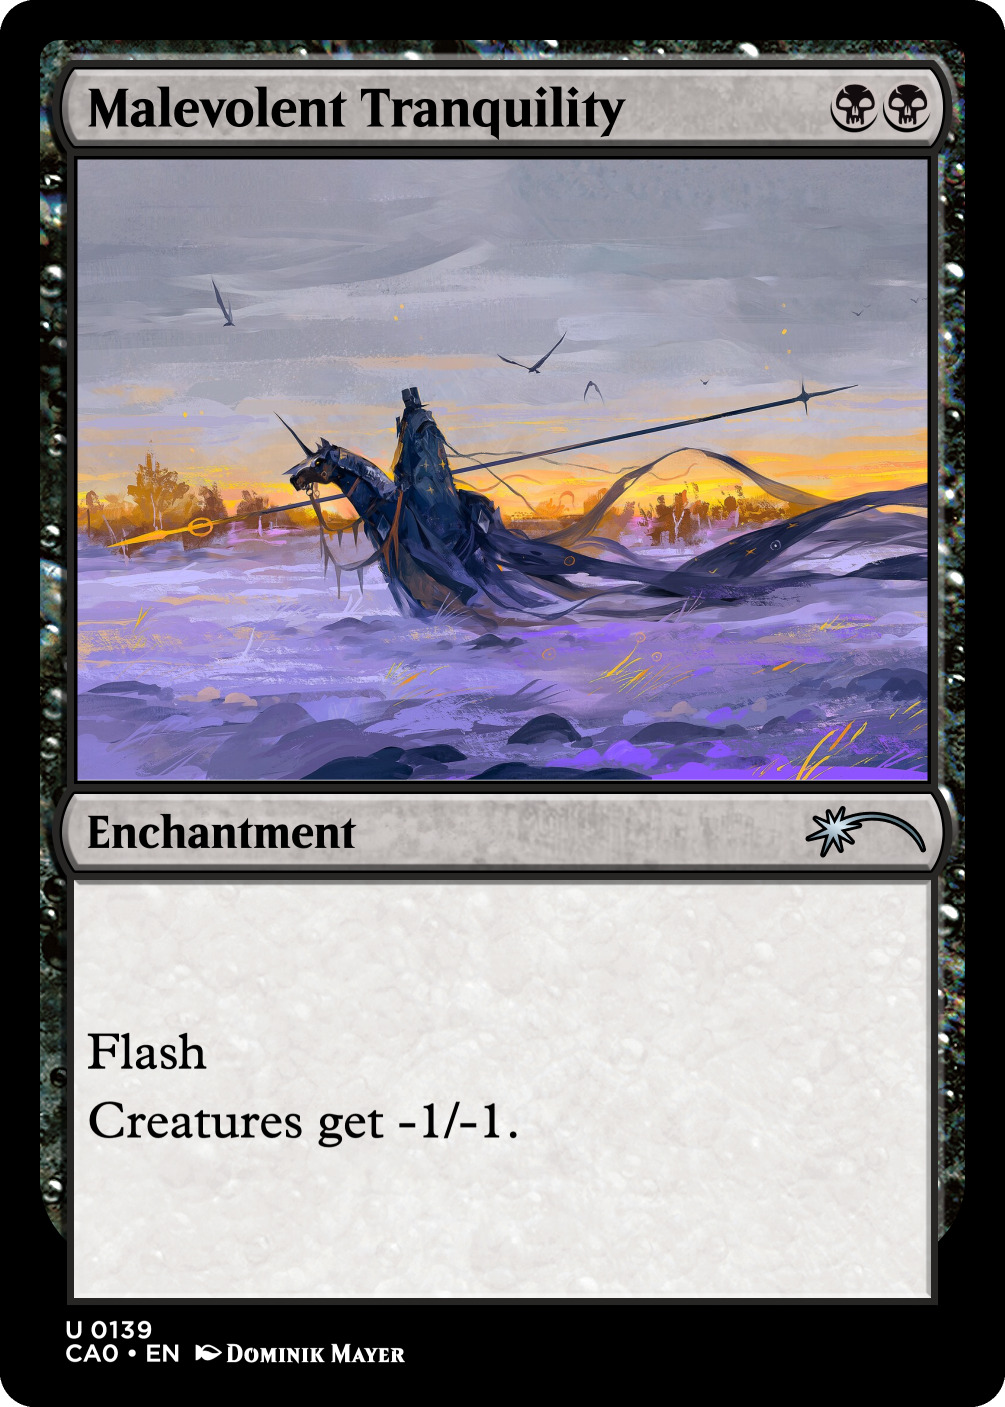 Malevolent Tranquility
Enchantment
Flash
Creatures get -1/-1.
U 0139
CAO • EN DOMINIK MAYER